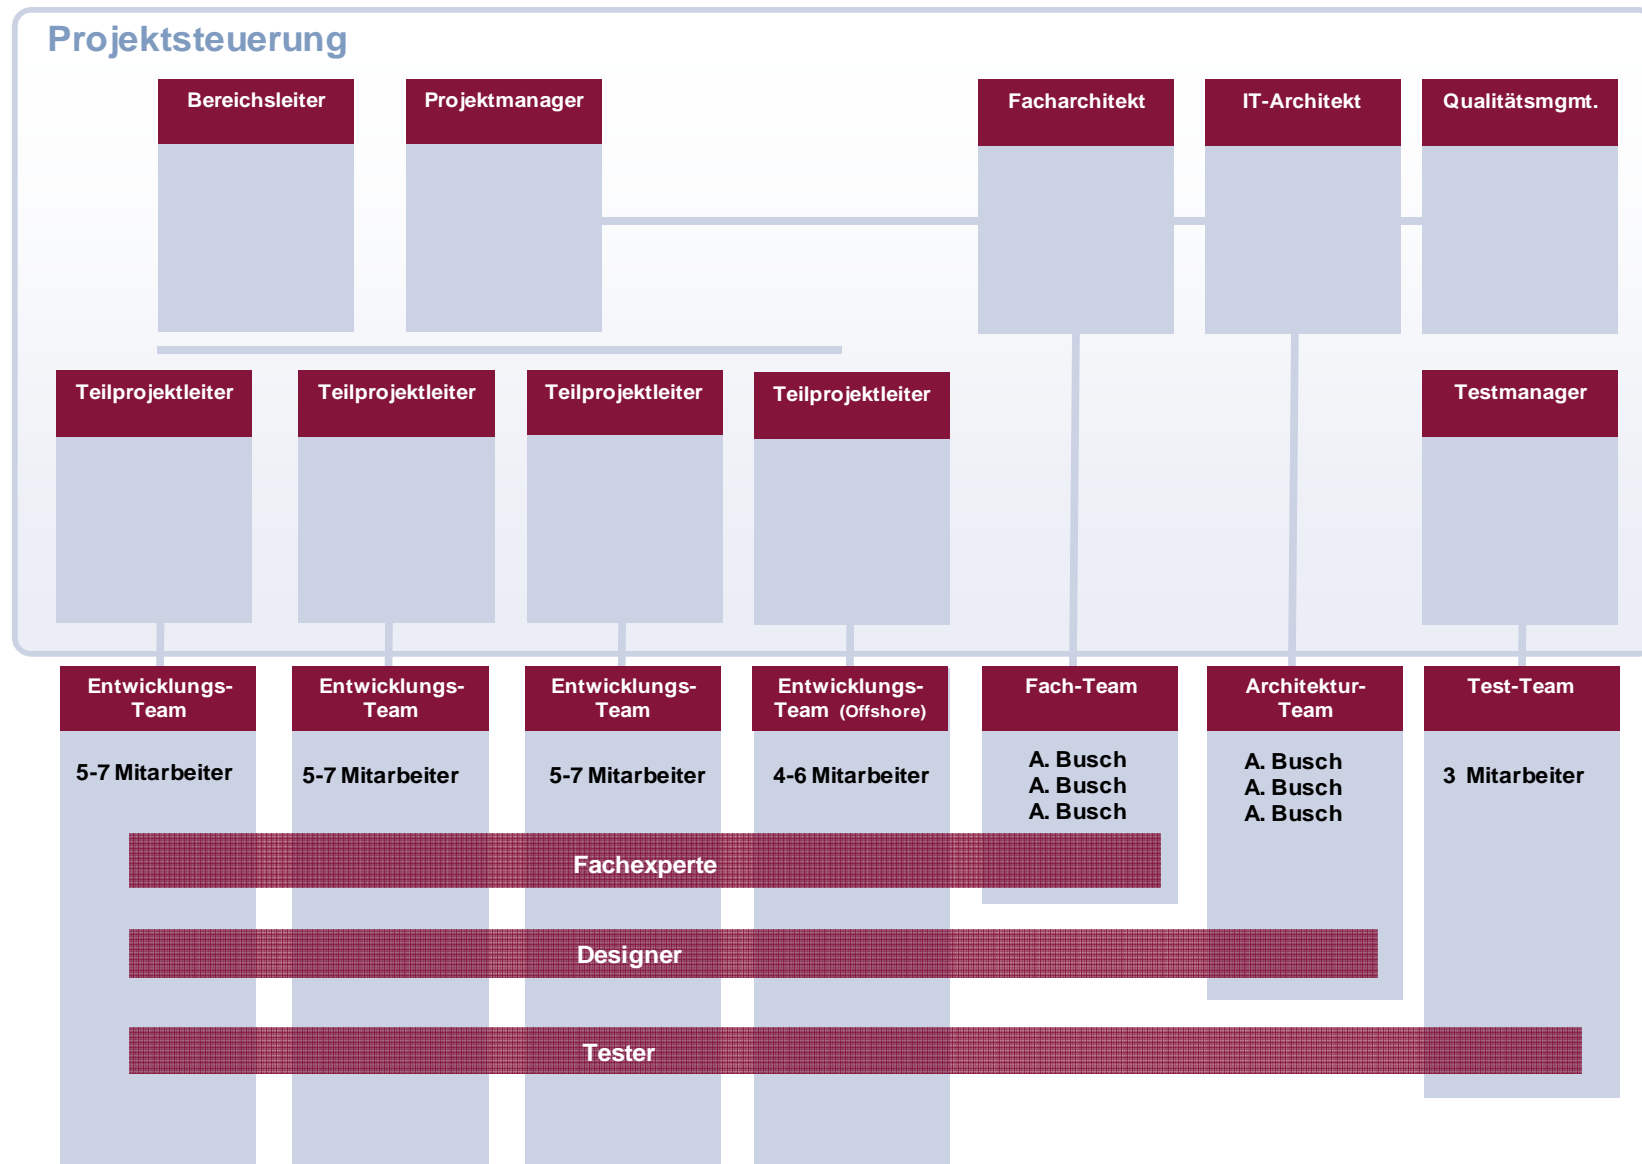 Projektsteuerung
Bereichsleiter
Projektmanager
Facharchitekt
IT-Architekt
Qualitätsmgmt.
Teilprojektleiter
Teilprojektleiter
Teilprojektleiter
Teilprojektleiter
Testmanager
Entwicklungs-
Team
Entwicklungs-
Team
Entwicklungs-
Team
Entwicklungs-
Team (Offshore)
Fach-Team
Architektur-
Team
Test-Team
5-7 Mitarbeiter
5-7 Mitarbeiter
5-7 Mitarbeiter
4-6 Mitarbeiter
A. Busch
A. Busch
A. Busch
A. Busch
A. Busch
A. Busch
3 Mitarbeiter
Fachexperte
Designer
Tester